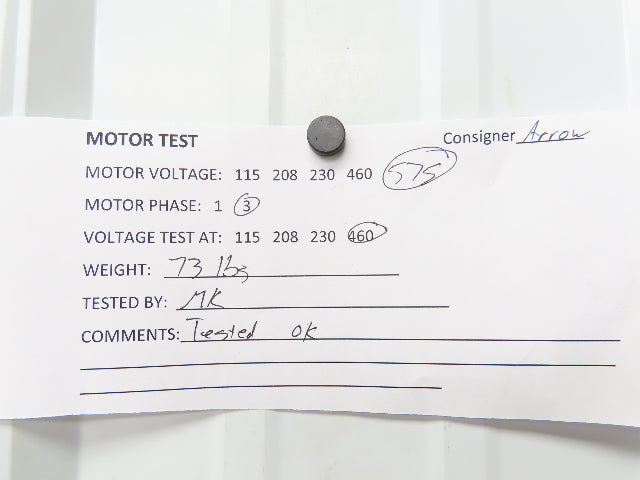 MOTOR TEST Consigner Arrow
MOTOR VOLTAGE: 115 208 230 460 575
MOTOR PHASE: 1 3
VOLTAGE TEST AT: 115 208 230 460
WEIGHT: 73 lbs
TESTED BY: MK
COMMENTS: Tested OK